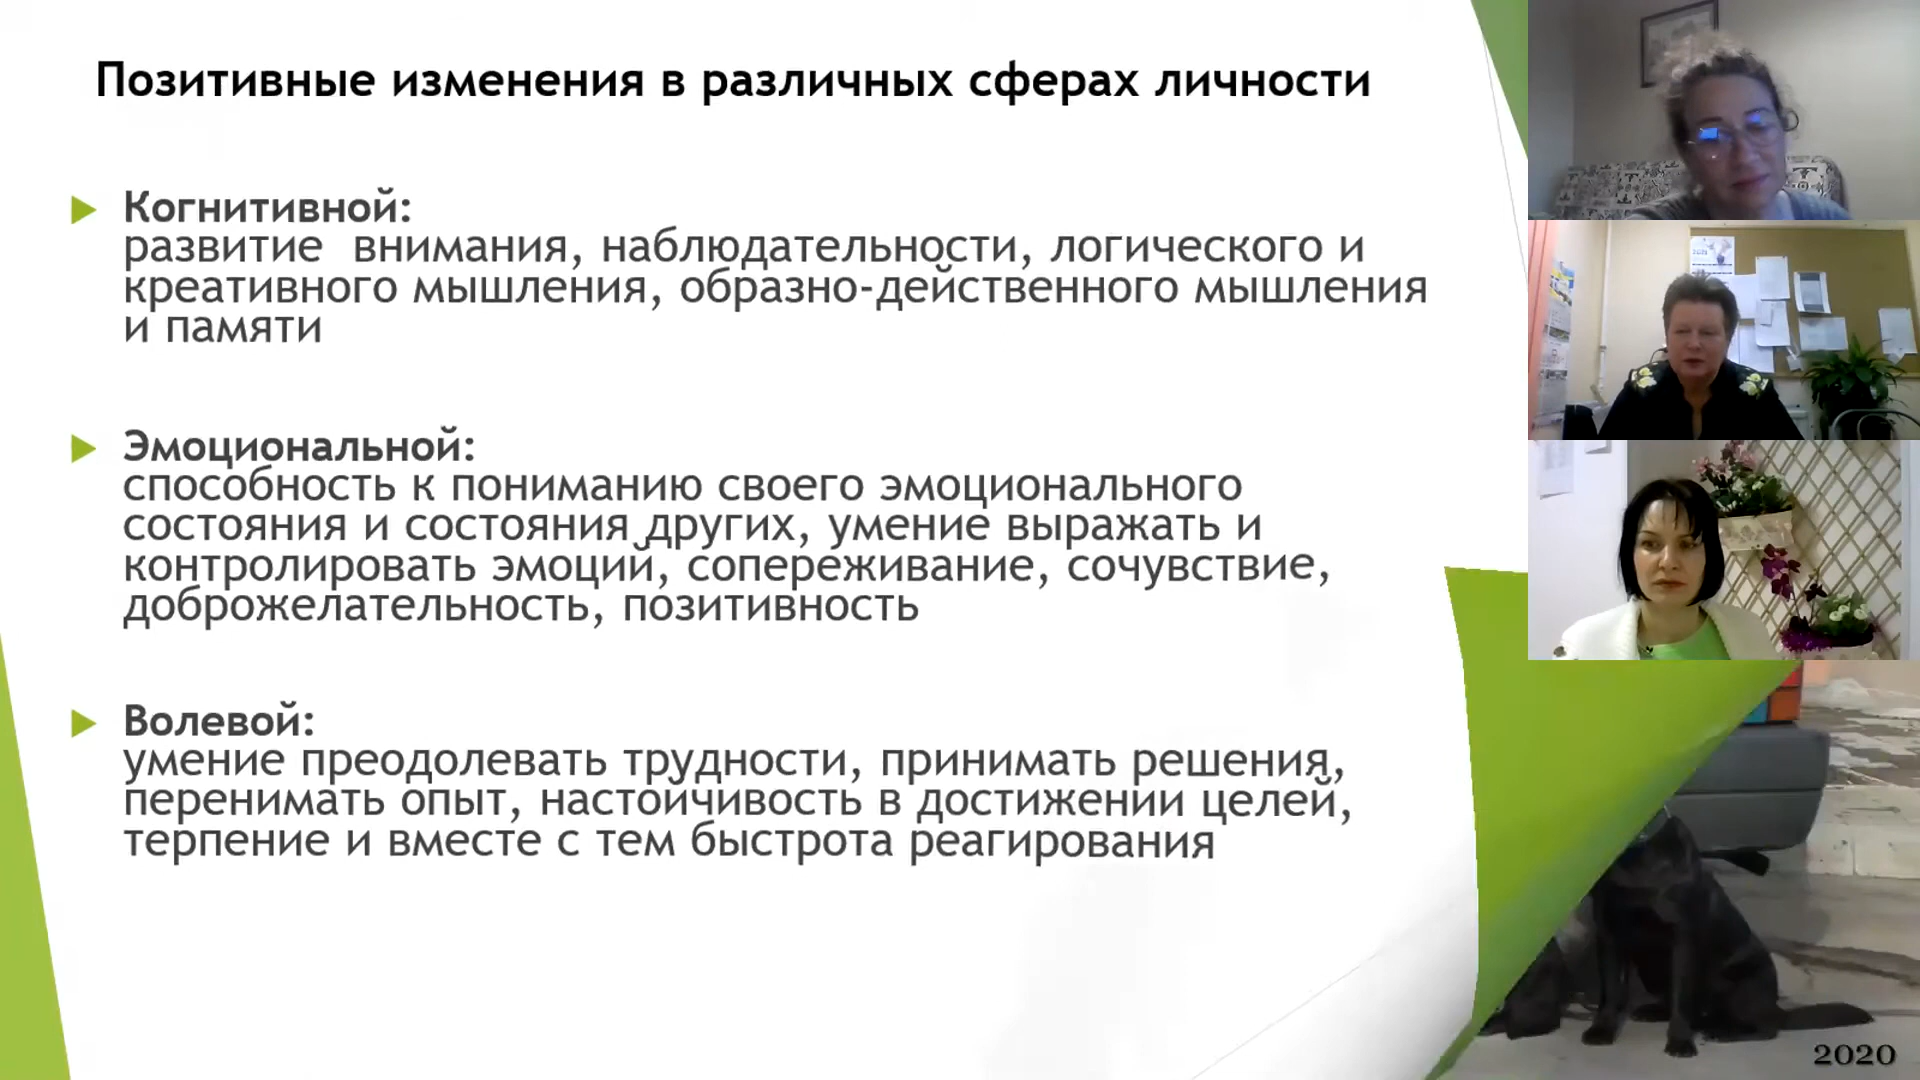 Позитивные изменения в различных сферах личности
Когнитивной:
развитие внимания, наблюдательности, логического и
креативного мышления, образно-действенного мышления
и памяти
Эмоциональной:
способность к пониманию своего эмоционального
состояния и состояния других, умение выражать и
контролировать эмоций, сопереживание, сочувствие,
доброжелательность, позитивность
Волевой:
умение преодолевать трудности, принимать решения,
перенимать опыт, настойчивость в достижении целей,
терпение и вместе с тем быстрота реагирования
2020